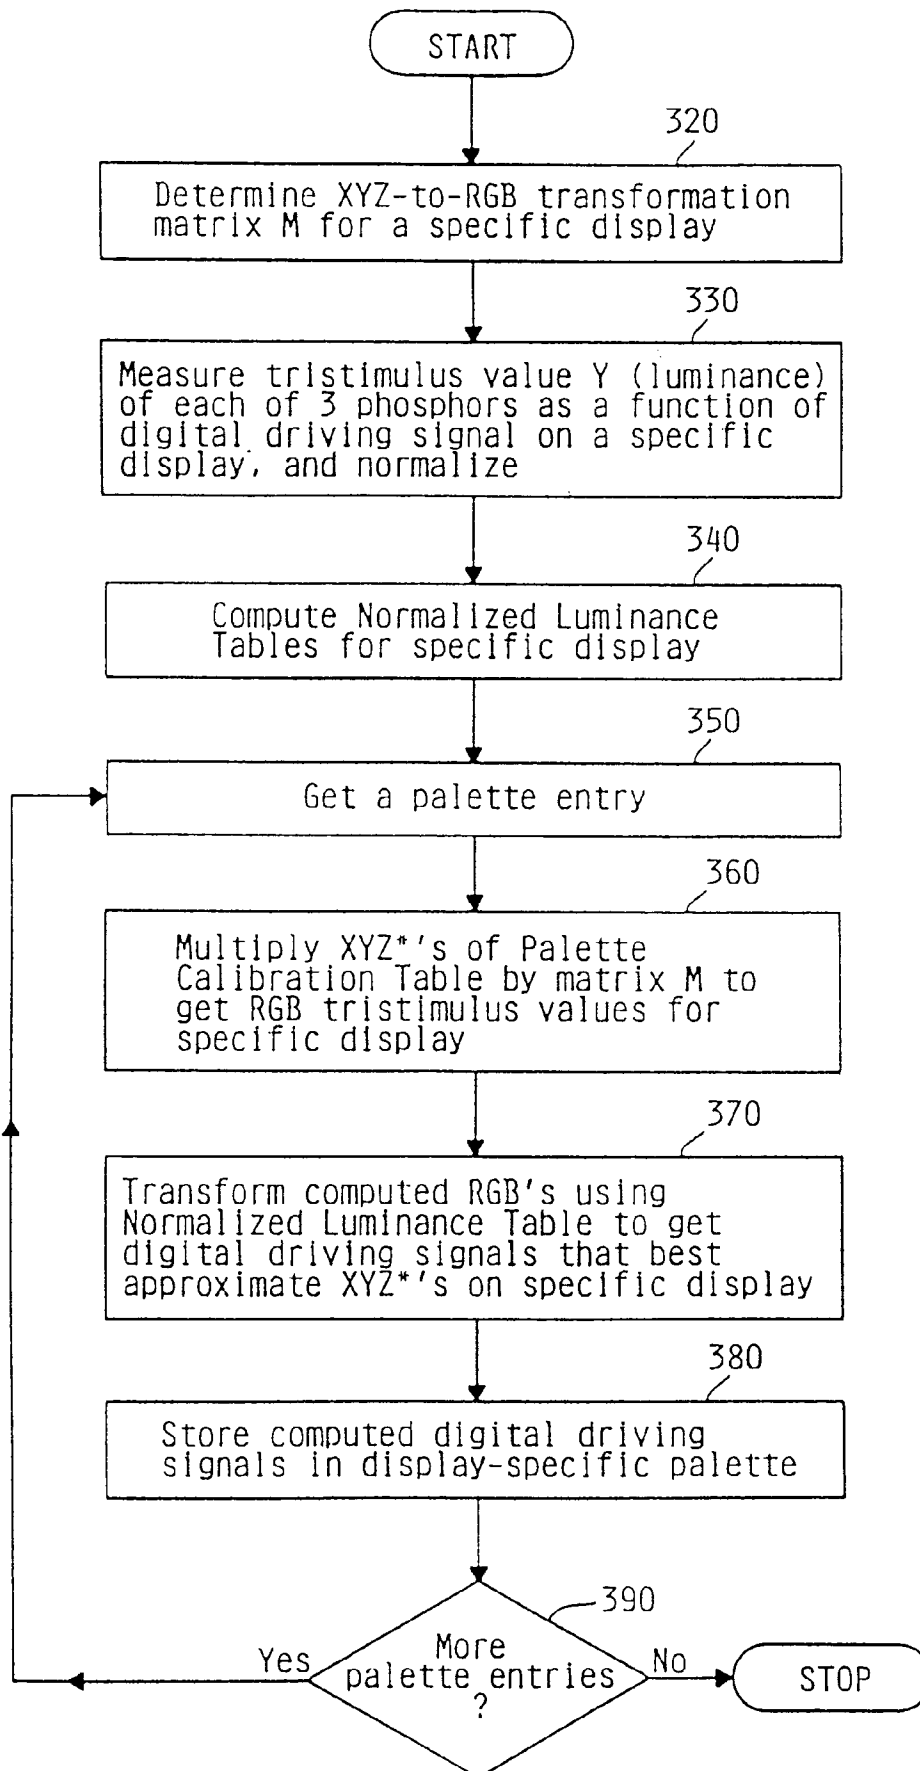 START
320
Determine XYZ-to-RGB transformation
matrix M for a specific display
330
Measure tristimulus value Y (luminance)
of each of 3 phosphors as a function of
digital driving signal on a specific
display, and normalize
340
Compute Normalized Luminance
Tables for specific display
350
Get a palette entry
360
Multiply XYZ*'s of Palette
Calibration Table by matrix M to
get RGB tristimulus values for
specific display
370
Transform computed RGB's using
Normalized Luminance Table to get
digital driving signals that best
approximate XYZ*'s on specific display
380
Store computed digital driving
signals in display-specific palette
390
More
palette entries
?
Yes
No
STOP